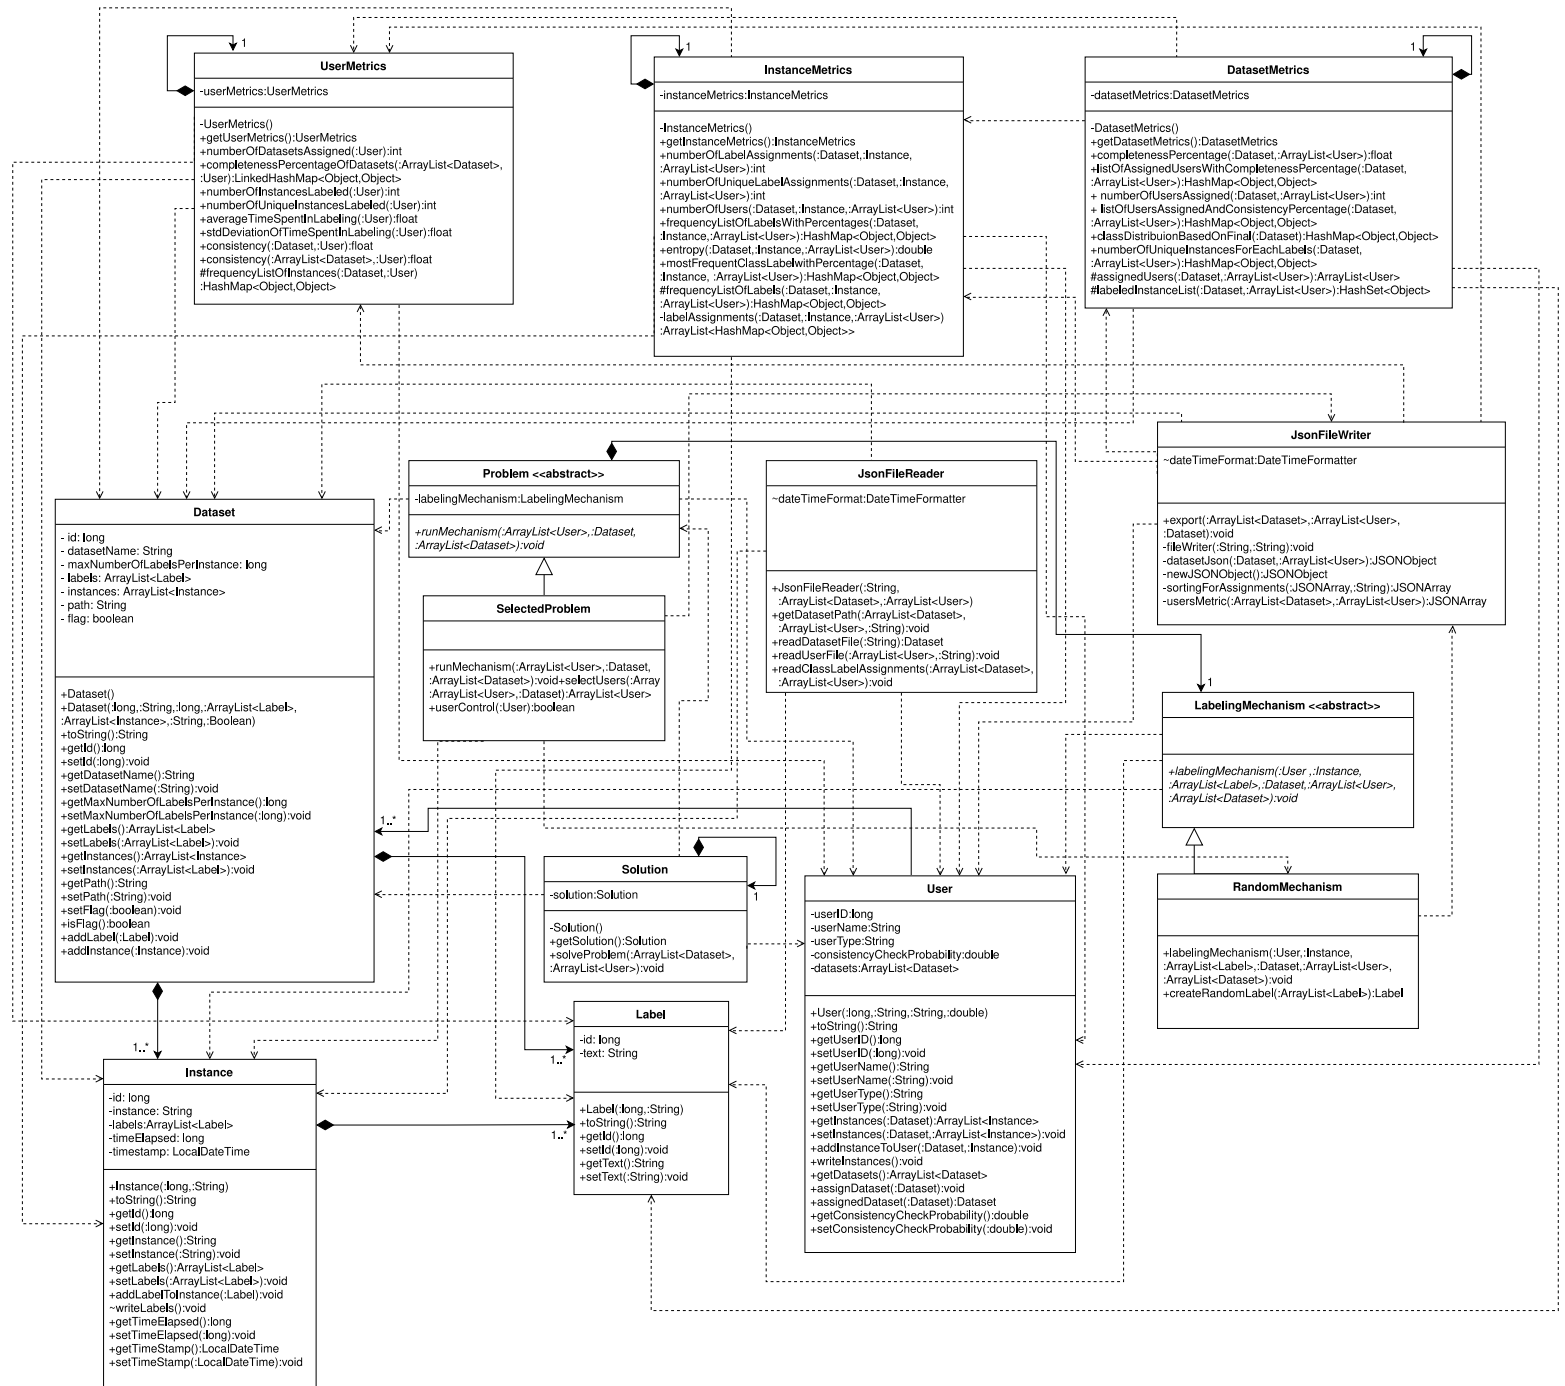 1
UserMetrics
-userMetrics:UserMetrics
-UserMetrics()
+getUserMetrics():UserMetrics
+numberOfDatasetsAssigned(:User):int
+completenessPercentageOfDatasets(:ArrayList<Dataset>,
:User):LinkedHashMap<Object,Object>
+numberOfInstancesLabeled(:User):int
+numberOfUniqueInstancesLabeled(:User):int
+averageTimeSpentInLabeling(:User):float
+stdDeviationOfTimeSpentInLabeling(:User):float
+consistency(:Dataset,:User):float
+consistency(:ArrayList<Dataset>,:User):float
#frequencyListOfInstances(:Dataset,:User)
:HashMap<Object,Object>
1
InstanceMetrics
-instanceMetrics:InstanceMetrics
-InstanceMetrics()
+getInstanceMetrics():InstanceMetrics
+numberOfLabelAssignments(:Dataset,:Instance,
:ArrayList<User>):int
+numberOfUniqueLabelAssignments(:Dataset,:Instance,
:ArrayList<User>):int
+numberOfUsers(:Dataset,:Instance,:ArrayList<User>):int
+frequencyListOfLabelsWithPercentages(:Dataset,
:Instance,:ArrayList<User>):HashMap<Object,Object>
+entropy(:Dataset,:Instance,:ArrayList<User>):double
+mostFrequentClassLabelwithPercentage(:Dataset,
:Instance, :ArrayList<User>):HashMap<Object,Object>
#frequencyListOfLabels(:Dataset,:Instance,
:ArrayList<User>):HashMap<Object,Object>
-labelAssignments(:Dataset,:Instance,:ArrayList<User>)
:ArrayList<HashMap<Object,Object>>
1
DatasetMetrics
-datasetMetrics:DatasetMetrics
-DatasetMetrics()
+getDatasetMetrics():DatasetMetrics
+completenessPercentage(:Dataset,:ArrayList<User>):float
+listOfAssignedUsersWithCompletenessPercentage(:Dataset,
:ArrayList<User>):HashMap<Object,Object>
+ numberOfUsersAssigned(:Dataset,:ArrayList<User>):int
+ listOfUsersAssignedAndConsistencyPercentage(:Dataset,
:ArrayList<User>):HashMap<Object,Object>
+classDistribuionBasedOnFinal(:Dataset):HashMap<Object,Object>
+numberOfUniqueInstancesForEachLabels(:Dataset,
:ArrayList<User>):HashMap<Object,Object>
#assignedUsers(:Dataset,:ArrayList<User>):ArrayList<User>
#labeledInstanceList(:Dataset,:ArrayList<User>):HashSet<Object>
JsonFileWriter
~dateTimeFormat:DateTimeFormatter
+export(:ArrayList<Dataset>,:ArrayList<User>,
:Dataset):void
-fileWriter(:String,:String):void
-datasetJson(:Dataset,:ArrayList<User>):JSONObject
-newJSONObject():JSONObject
-sortingForAssignments(:JSONArray,:String):JSONArray
-usersMetric(:ArrayList<Dataset>,:ArrayList<User>):JSONArray
Problem <<abstract>>
-labelingMechanism:LabelingMechanism
+runMechanism(:ArrayList<User>,:Dataset,
:ArrayList<Dataset>):void
JsonFileReader
~dateTimeFormat:DateTimeFormatter
+JsonFileReader(:String,
:ArrayList<Dataset>,:ArrayList<User>)
+getDatasetPath(:ArrayList<Dataset>,
:ArrayList<User>,:String):void
+readDatasetFile(:String):Dataset
+readUserFile(:ArrayList<User>,:String):void
+readClassLabelAssignments(:ArrayList<Dataset>,
:ArrayList<User>):void
Dataset
- id: long
- datasetName: String
- maxNumberOfLabelsPerInstance: long
- labels: ArrayList<Label>
- instances: ArrayList<Instance>
- path: String
- flag: boolean
+Dataset()
+Dataset(:long,:String,:long,:ArrayList<Label>,
:ArrayList<Instance>,:String,:Boolean)
+toString():String
+getId():long
+setId(:long):void
+getDatasetName():String
+setDatasetName(:String):void
+getMaxNumberOfLabelsPerInstance():long
+setMaxNumberOfLabelsPerInstance(:long):void
+getLabels():ArrayList<Label>
+setLabels(:ArrayList<Label>):void
+getInstances():ArrayList<Instance>
+setInstances(:ArrayList<Label>):void
+getPath():String
+setPath(:String):void
+setFlag(:boolean):void
+isFlag():boolean
+addLabel(:Label):void
+addInstance(:Instance):void
SelectedProblem
+runMechanism(:ArrayList<User>,:Dataset,
:ArrayList<Dataset>):void+selectUsers(:Array
:ArrayList<User>,:Dataset):ArrayList<User>
+userControl(:User):boolean
1
LabelingMechanism <<abstract>>
+labelingMechanism(:User ,:Instance,
:ArrayList<Label>,:Dataset,:ArrayList<User>,
:ArrayList<Dataset>):void
1..*
Solution
-solution:Solution
1
-Solution()
+getSolution():Solution
+solveProblem(:ArrayList<Dataset>,
:ArrayList<User>):void
User
-userID:long
-userName:String
-userType:String
-consistencyCheckProbability:double
-datasets:ArrayList<Dataset>
+User(:long,:String,:String,:double)
+toString():String
+getUserID():long
+setUserID(:long):void
+getUserName():String
+setUserName(:String):void
+getUserType():String
+setUserType(:String):void
+getInstances(:Dataset):ArrayList<Instance>
+setInstances(:Dataset,:ArrayList<Instance>):void
+addInstanceToUser(:Dataset,:Instance):void
+writeInstances():void
+getDatasets():ArrayList<Dataset>
+assignDataset(:Dataset):void
+assignedDataset(:Dataset):Dataset
+getConsistencyCheckProbability():double
+setConsistencyCheckProbability(:double):void
RandomMechanism
+labelingMechanism(:User,:Instance,
:ArrayList<Label>,:Dataset,:ArrayList<User>,
:ArrayList<Dataset>):void
+createRandomLabel(:ArrayList<Label>):Label
Label
-id: long
-text: String
+Label(:long,:String)
+toString():String
+getId():long
+setId(:long):void
+getText():String
+setText(:String):void
1..*
1..*
1..*
Instance
-id: long
-instance: String
-labels:ArrayList<Label>
-timeElapsed: long
-timestamp: LocalDateTime
+Instance(:long,:String)
+toString():String
+getId():long
+setId(:long):void
+getInstance():String
+setInstance(:String):void
+getLabels():ArrayList<Label>
+setLabels(:ArrayList<Label>):void
+addLabelToInstance(:Label):void
~writeLabels():void
+getTimeElapsed():long
+setTimeElapsed(:long):void
+getTimeStamp():LocalDateTime
+setTimeStamp(:LocalDateTime):void